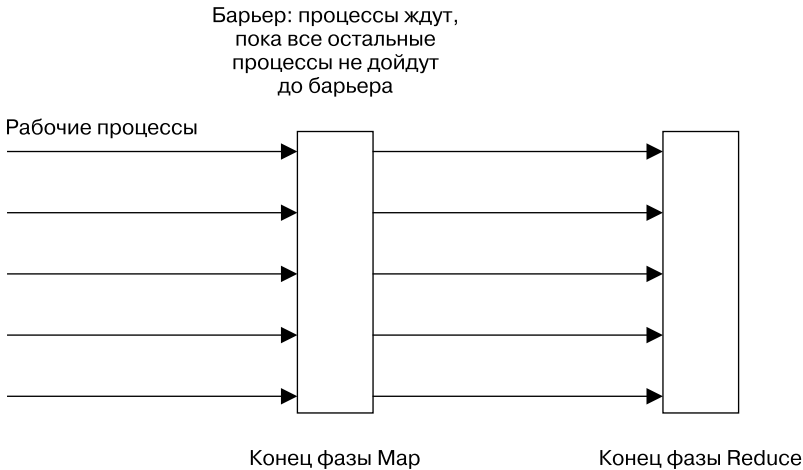 Барьер: процессы ждут,
пока все остальные
процессы не дойдут
до барьера
Рабочие процессы
Конец фазы Map
Конец фазы Reduce